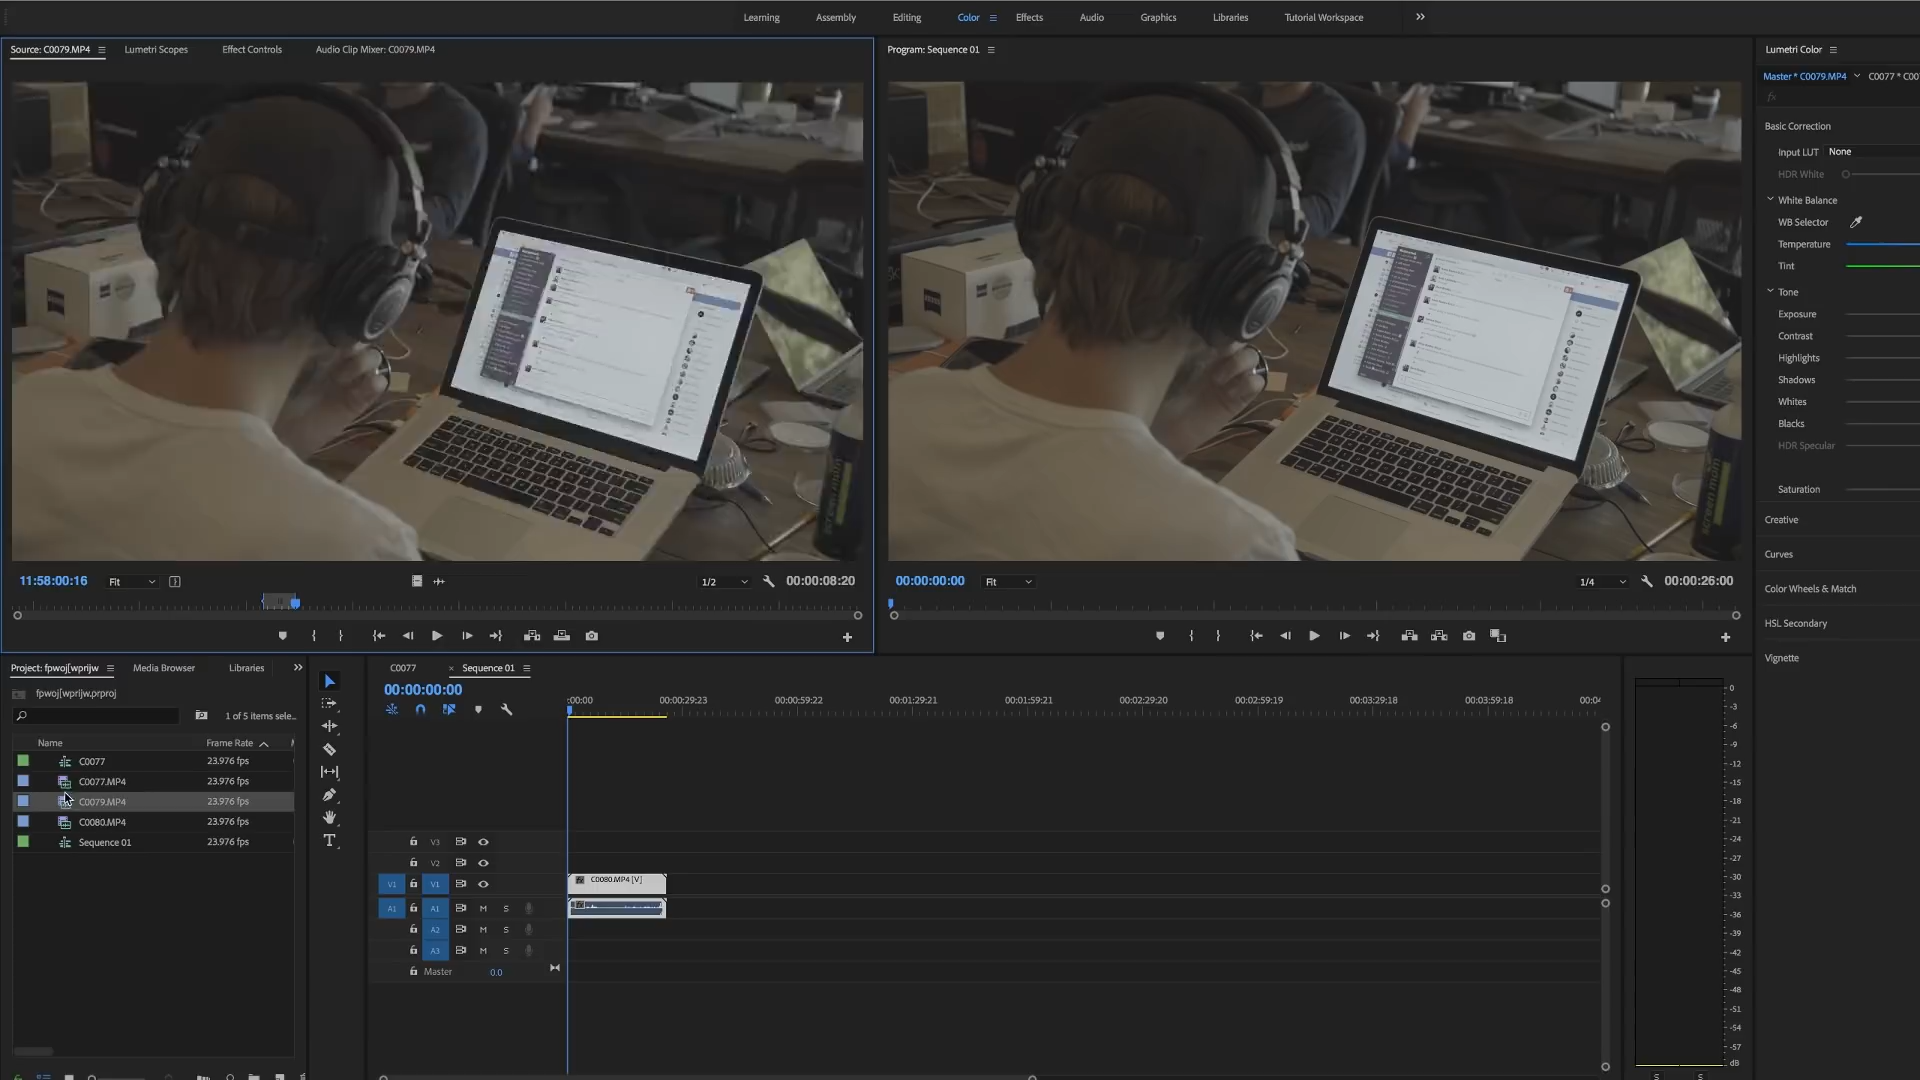 Learning Assembly Editing Color Effects Audio Graphics Libraries Tutorial Workspace
Source: C0079.MP4 Lumetri Scopes Effect Controls Audio Clip Mixer: C0079.MP4
Program: Sequence 01
Lumetri Color
Master * C0079.MP4 C0077 * C007
fx
Basic Correction
Input LUT None
HDR White
White Balance
WB Selector
Temperature
Tint
Tone
Exposure
Contrast
Highlights
Shadows
Whites
Blacks
HDR Specular
Saturation
Creative
Curves
Color Wheels & Match
HSL Secondary
Vignette
11:58:00:16 Fit 1/2 00:00:08:20
00:00:00:00 Fit 1/4 00:00:26:00
Project: fpwoj[wprijw Media Browser Libraries
fpwoj[wprijw.prproj
1 of 5 items sele...
Name Frame Rate
C0077 23.976 fps
C0077.MP4 23.976 fps
C0079.MP4 23.976 fps
C0080.MP4 23.976 fps
Sequence 01 23.976 fps
C0077 × Sequence 01
00:00:00:00
:00:00 00:00:29:23 00:00:59:22 00:01:29:21 00:01:59:21 00:02:29:20 00:02:59:19 00:03:29:18 00:03:59:18 00:04
V3
V2
V1 V1
C0080.MP4 [V]
A1 A1 M S
A2 M S
A3 M S
Master 0.0
0
-3
-6
-9
-12
-15
-18
-21
-24
-27
-30
-33
-36
-39
-42
-45
-48
-51
-54
-57
dB
S S